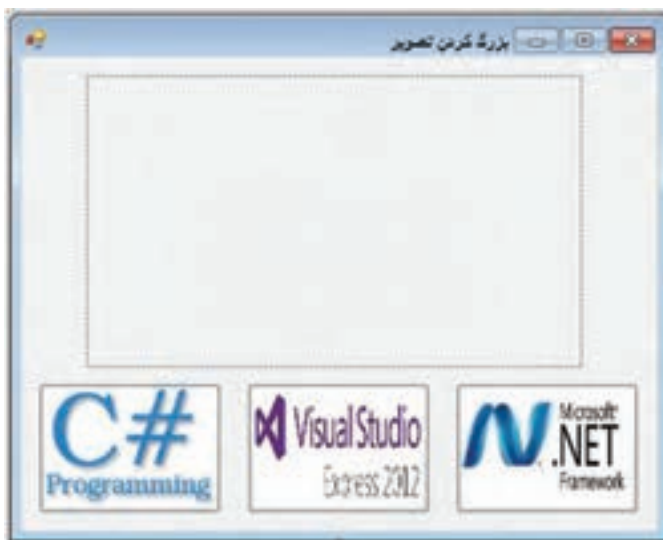 بزرگ کردن تصویر
C#
Programming
Visual Studio
Express 2012
Microsoft
.NET
Framework